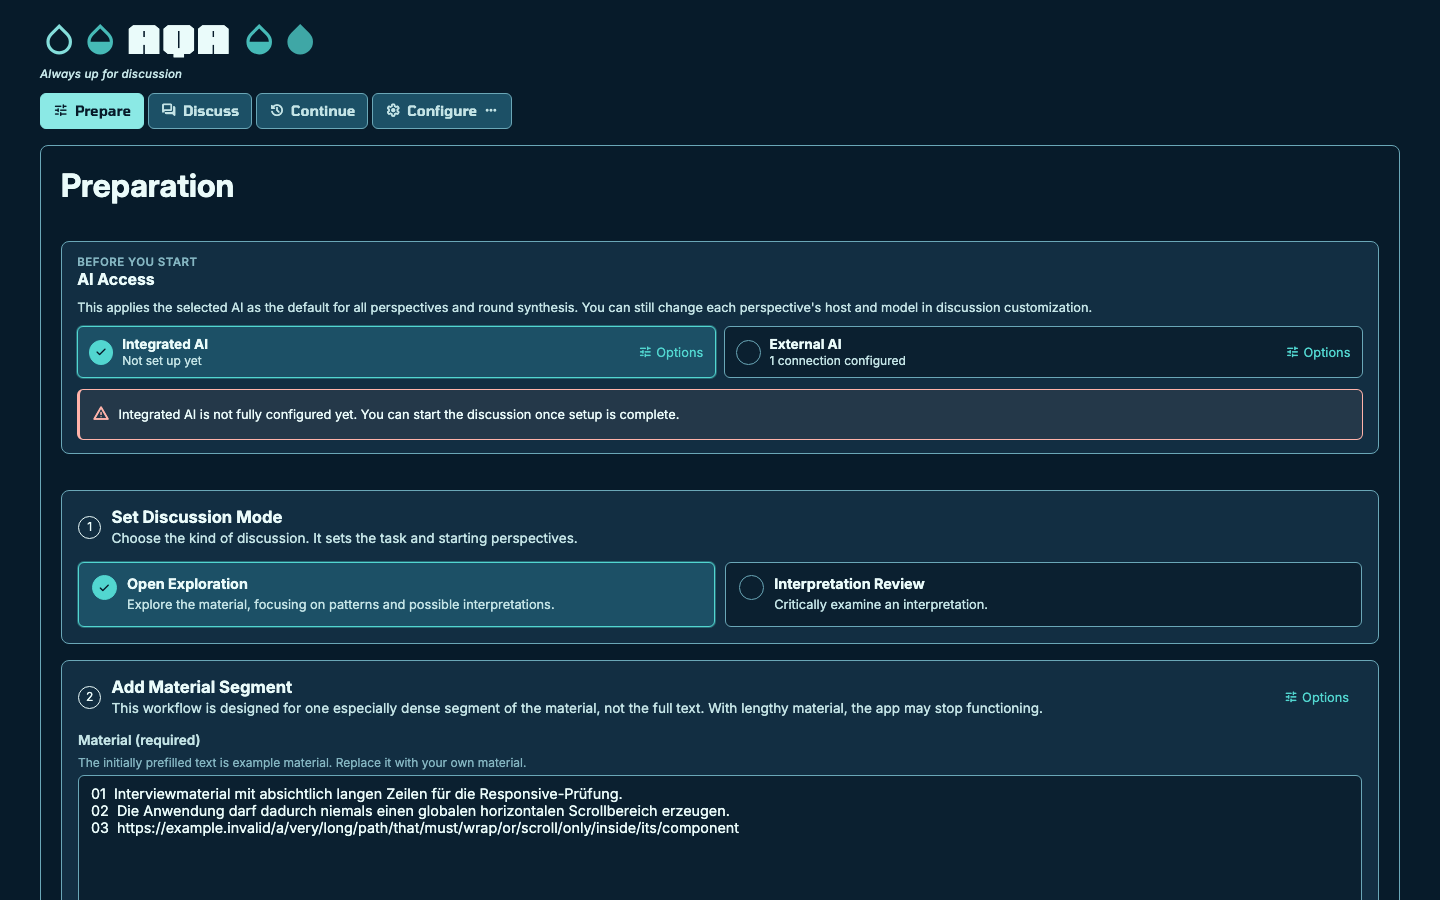 AQA
Always up for discussion
Prepare
Discuss
Continue
Configure ···
Preparation
BEFORE YOU START
AI Access
This applies the selected AI as the default for all perspectives and round synthesis. You can still change each perspective's host and model in discussion customization.
Integrated AI
Not set up yet
Options
External AI
1 connection configured
Options
Integrated AI is not fully configured yet. You can start the discussion once setup is complete.
1
Set Discussion Mode
Choose the kind of discussion. It sets the task and starting perspectives.
Open Exploration
Explore the material, focusing on patterns and possible interpretations.
Interpretation Review
Critically examine an interpretation.
2
Add Material Segment
This workflow is designed for one especially dense segment of the material, not the full text. With lengthy material, the app may stop functioning.
Options
Material (required)
The initially prefilled text is example material. Replace it with your own material.
01 Interviewmaterial mit absichtlich langen Zeilen für die Responsive-Prüfung.
02 Die Anwendung darf dadurch niemals einen globalen horizontalen Scrollbereich erzeugen.
03 https://example.invalid/a/very/long/path/that/must/wrap/or/scroll/only/inside/its/component